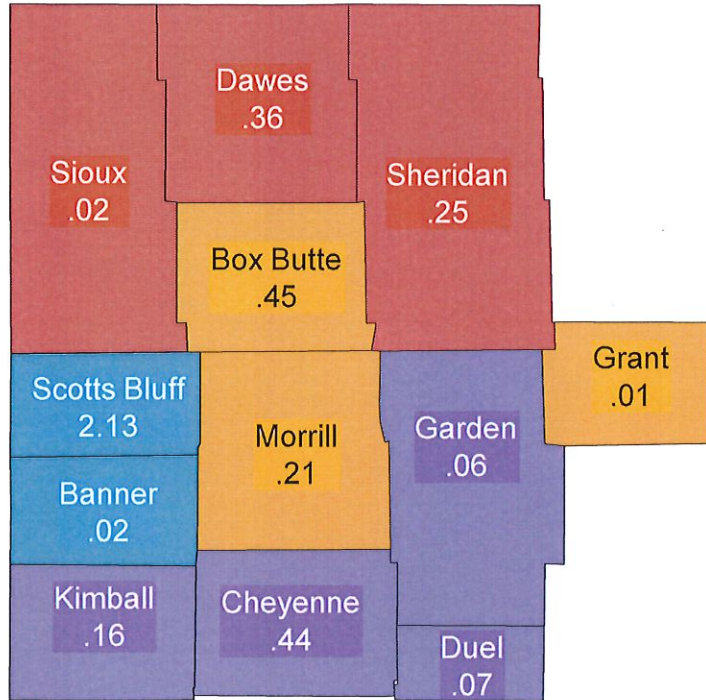 Dawes
.36
Sioux
.02
Sheridan
.25
Box Butte
.45
Grant
.01
Scotts Bluff
2.13
Morrill
.21
Garden
.06
Banner
.02
Kimball
.16
Cheyenne
.44
Duel
.07